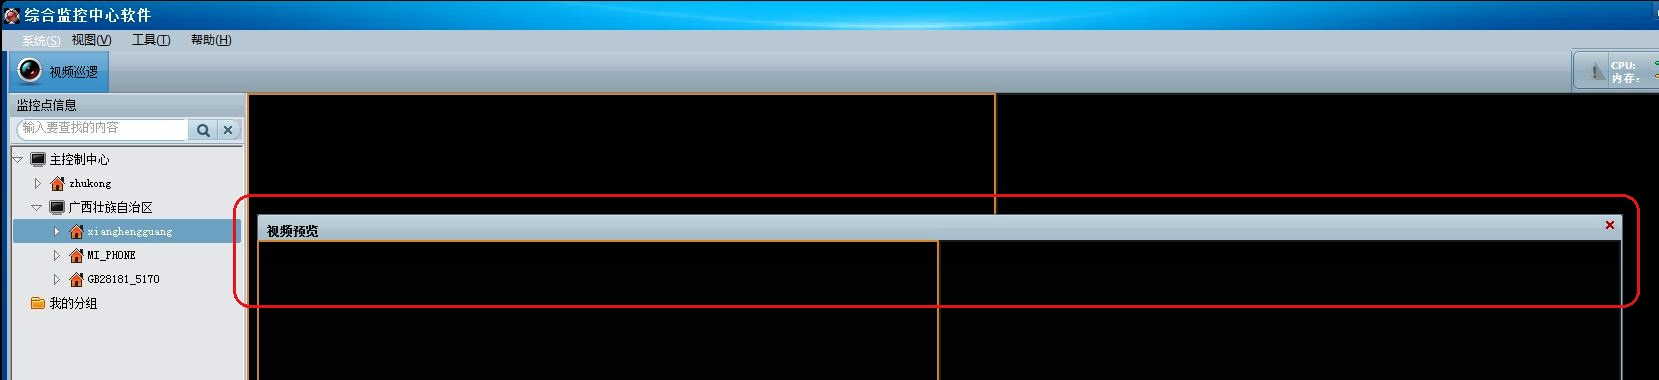 综合监控中心软件
系统(S) 视图(V) 工具(T) 帮助(H)
视频巡逻
CPU:
内存:
监控点信息
输入要查找的内容
主控制中心
zhukong
广西壮族自治区
xianghengguang
MI_PHONE
GB28181_5170
我的分组
视频预览